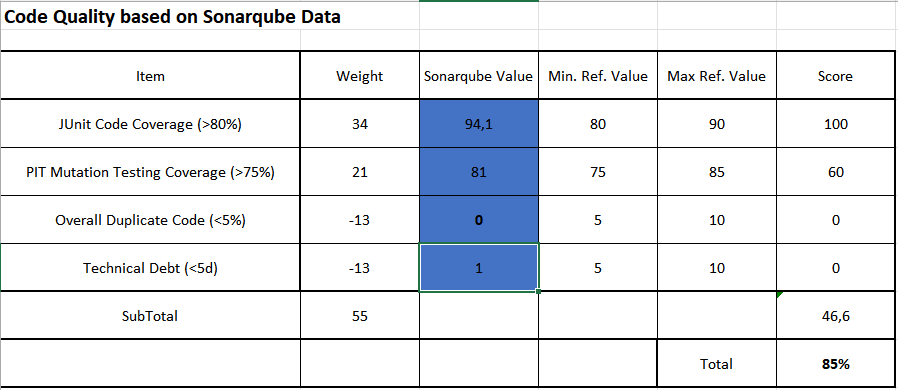 Code Quality based on Sonarqube Data
Item Weight Sonarqube Value Min. Ref. Value Max Ref. Value Score
JUnit Code Coverage (>80%) 34 94,1 80 90 100
PIT Mutation Testing Coverage (>75%) 21 81 75 85 60
Overall Duplicate Code (<5%) -13 0 5 10 0
Technical Debt (<5d) -13 1 5 10 0
SubTotal 55 46,6
Total 85%